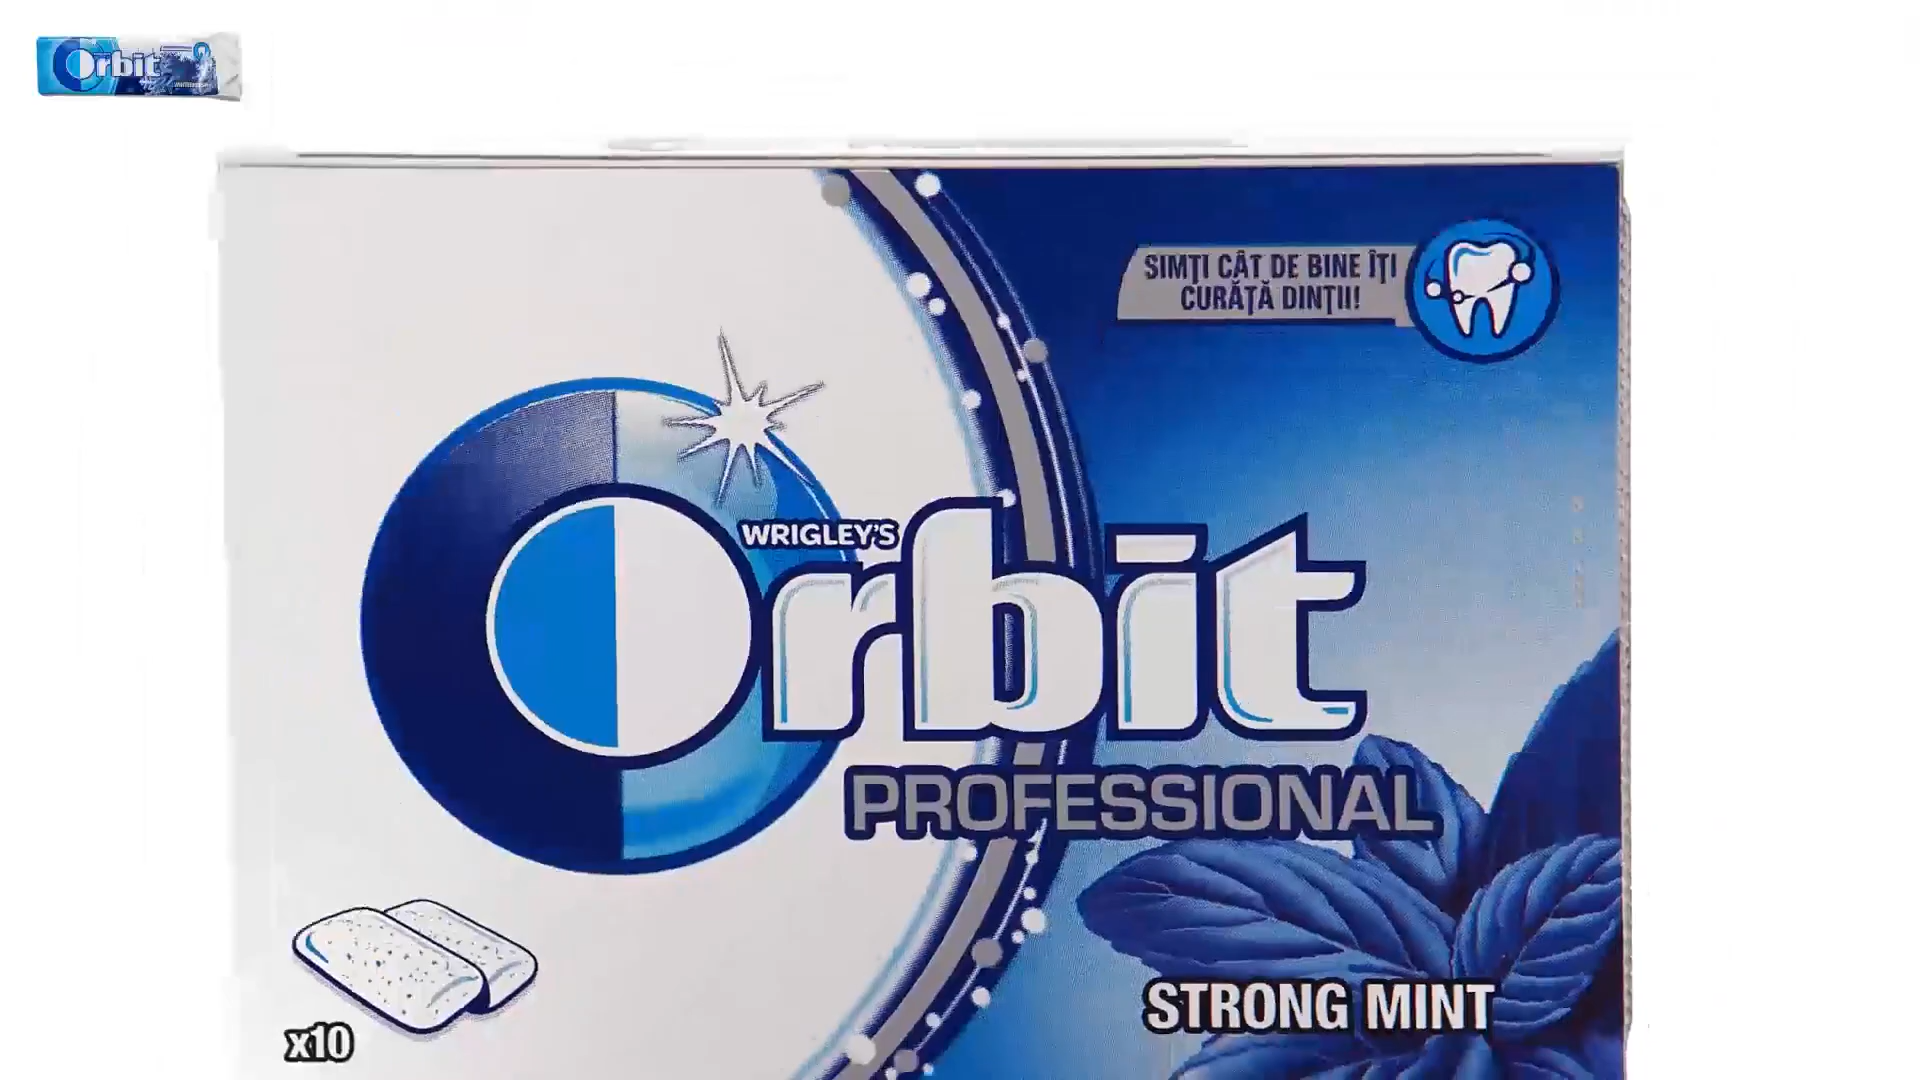 Orbit
SIMȚI CÂT DE BINE ÎȚI
CURĂȚĂ DINȚII!
WRIGLEY'S
Orbit
PROFESSIONAL
STRONG MINT
x10